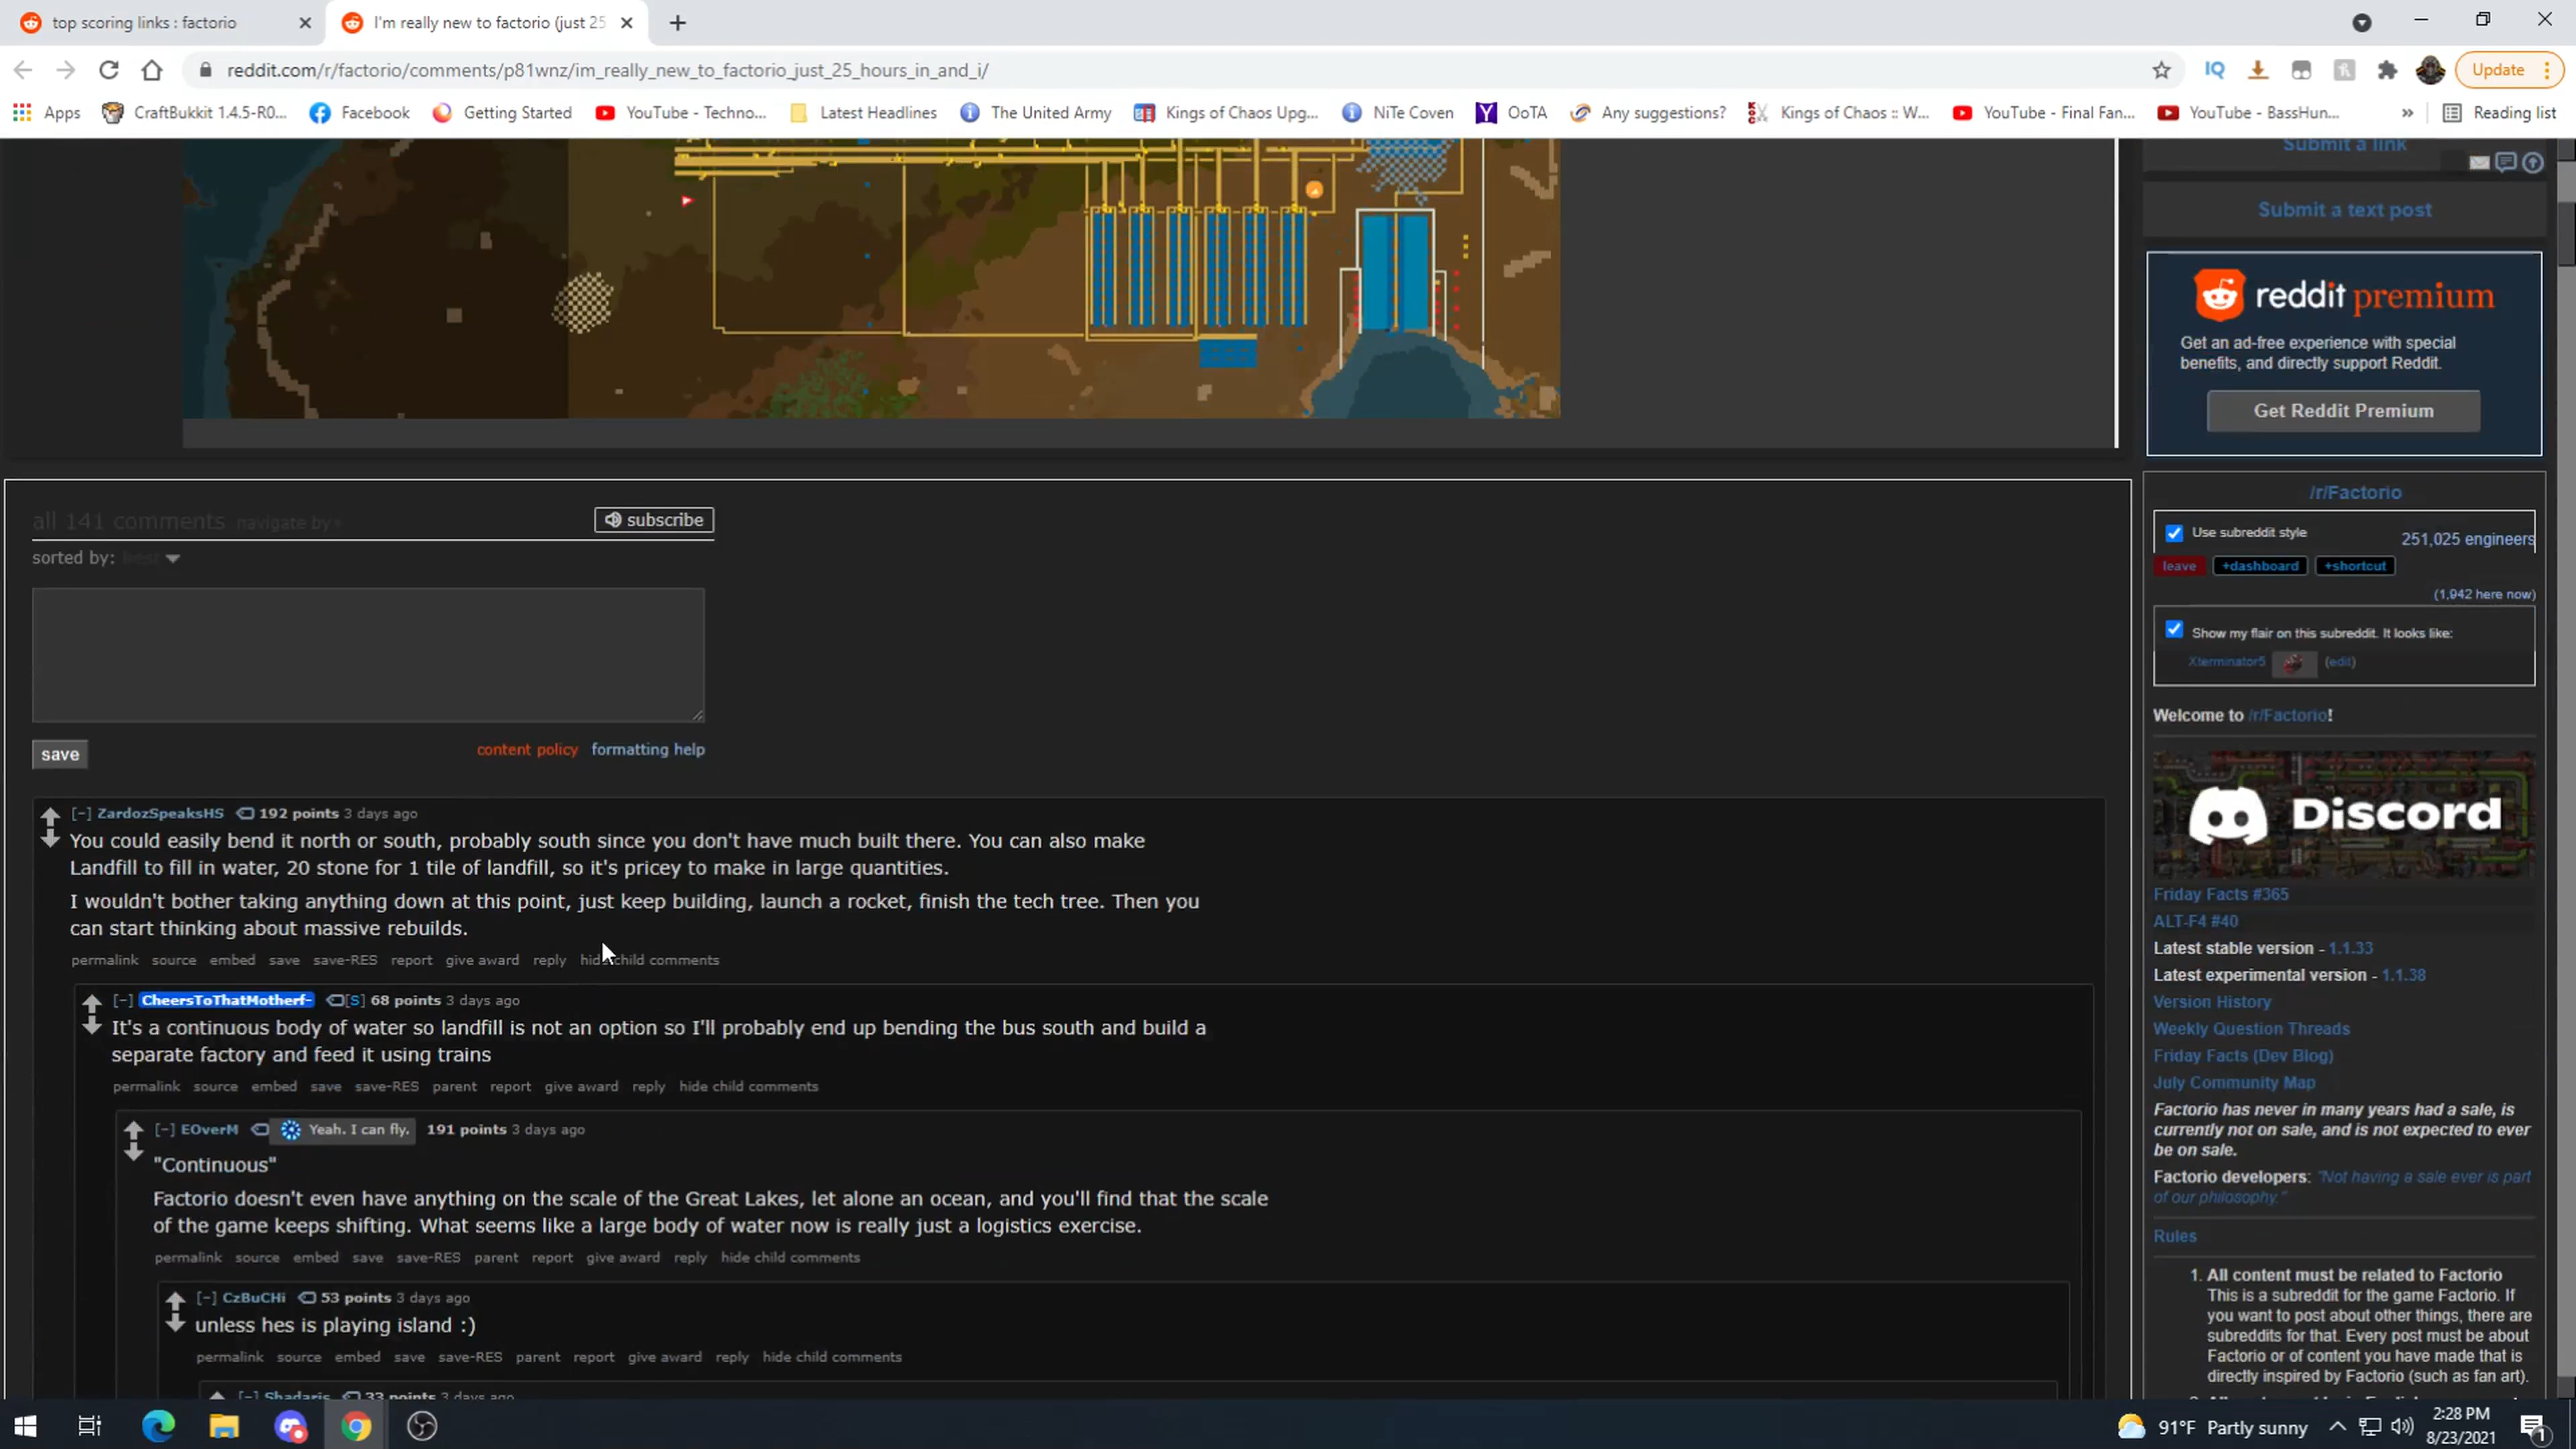 top scoring links : factorio
I'm really new to factorio (just 25
reddit.com/r/factorio/comments/p81wnz/im_really_new_to_factorio_just_25_hours_in_and_i/
Update
Apps
CraftBukkit 1.4.5-R0...
Facebook
Getting Started
YouTube - Techno...
Latest Headlines
The United Army
Kings of Chaos Upg...
NiTe Coven
OoTA
Any suggestions?
Kings of Chaos :: W...
YouTube - Final Fan...
YouTube - BassHun...
»
Reading list
all 141 comments navigate by
subscribe
sorted by: best
save
content policy formatting help
[–] ZardozSpeaksHS 192 points 3 days ago
You could easily bend it north or south, probably south since you don't have much built there. You can also make
Landfill to fill in water, 20 stone for 1 tile of landfill, so it's pricey to make in large quantities.
I wouldn't bother taking anything down at this point, just keep building, launch a rocket, finish the tech tree. Then you
can start thinking about massive rebuilds.
permalink source embed save save-RES report give award reply hide child comments
[–] CheersToThatMotherf- [S] 68 points 3 days ago
It's a continuous body of water so landfill is not an option so I'll probably end up bending the bus south and build a
separate factory and feed it using trains
permalink source embed save save-RES parent report give award reply hide child comments
[–] EOverM Yeah. I can fly. 191 points 3 days ago
"Continuous"
Factorio doesn't even have anything on the scale of the Great Lakes, let alone an ocean, and you'll find that the scale
of the game keeps shifting. What seems like a large body of water now is really just a logistics exercise.
permalink source embed save save-RES parent report give award reply hide child comments
[–] CzBuCHi 53 points 3 days ago
unless hes is playing island :)
permalink source embed save save-RES parent report give award reply hide child comments
[–] Shadaris 33 points 3 days ago
Submit a link
Submit a text post
reddit premium
Get an ad-free experience with special
benefits, and directly support Reddit.
Get Reddit Premium
/r/Factorio
Use subreddit style
251,025 engineers
leave +dashboard +shortcut
(1,942 here now)
Show my flair on this subreddit. It looks like:
Xterminator5 (edit)
Welcome to /r/Factorio!
Discord
Friday Facts #365
ALT-F4 #40
Latest stable version - 1.1.33
Latest experimental version - 1.1.38
Version History
Weekly Question Threads
Friday Facts (Dev Blog)
July Community Map
Factorio has never in many years had a sale, is
currently not on sale, and is not expected to ever
be on sale.
Factorio developers: "Not having a sale ever is part
of our philosophy."
Rules
1. All content must be related to Factorio
This is a subreddit for the game Factorio. If
you want to post about other things, there are
subreddits for that. Every post must be about
Factorio or of content you have made that is
directly inspired by Factorio (such as fan art).
91°F Partly sunny
2:28 PM
8/23/2021
1